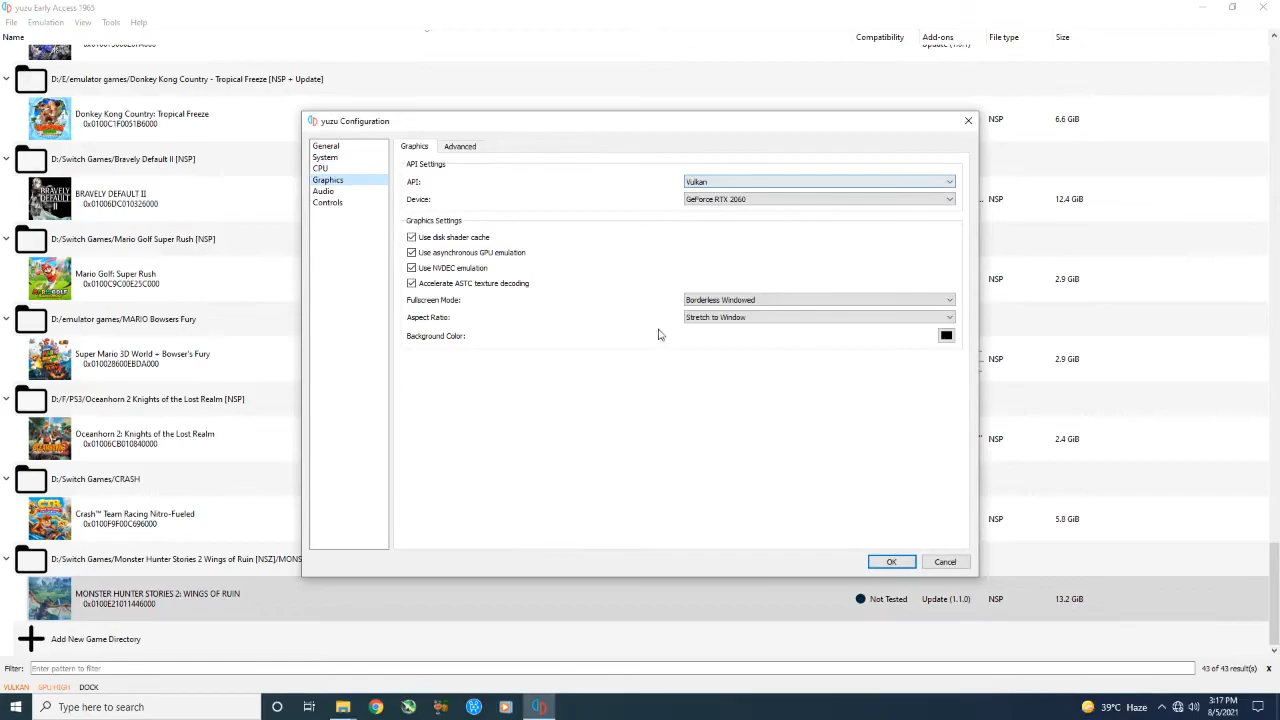 yuzu Early Access 1965
File Emulation View Tools Help
Name Compatibility Add-ons File type Size
D:/E/emulator games/Donkey Kong Country - Tropical Freeze [NSP + Update]
Donkey Kong Country: Tropical Freeze NSP 6.6 GiB
0x0100C1F0051B6000
D:/Switch Games/Bravely Default II [NSP]
BRAVELY DEFAULT II NSP 12.4 GiB
01006DC010326000
D:/Switch Games/Mario Golf Super Rush [NSP]
Mario Golf: Super Rush NSP 2.9 GiB
0x0100C9C00E25C000
D:/emulator games/MARIO Bowsers Fury
Super Mario 3D World + Bowser's Fury NSP 2.9 GiB
0x010028600EBDA000
D:/F/PS3/Oceanhorn 2 Knights of the Lost Realm [NSP]
Oceanhorn 2: Knights of the Lost Realm NSP 2.4 GiB
0x01006CB010840000
D:/Switch Games/CRASH
Crash™ Team Racing Nitro-Fueled NSP 5.8 GiB
0x0100F9F00C696000
D:/Switch Games/Monster Hunter Stories 2 Wings of Ruin [NSZ]/MONS
MONSTER HUNTER STORIES 2: WINGS OF RUIN Not Tested Update (1.1.0) NSP 13.2 GiB
0x0100E21011446000
Add New Game Directory
yuzu Configuration
General
System
CPU
Graphics
Audio
Controls
Graphics Advanced
API Settings
API: Vulkan
Device: GeForce RTX 2060
Graphics Settings
Use disk shader cache
Use asynchronous GPU emulation
Use NVDEC emulation
Accelerate ASTC texture decoding
Fullscreen Mode: Borderless Windowed
Aspect Ratio: Stretch to Window
Background Color:
OK Cancel
Filter: Enter pattern to filter 43 of 43 result(s) X
VULKAN GPU HIGH DOCK
Type here to search 39°C Haze 3:17 PM
8/5/2021